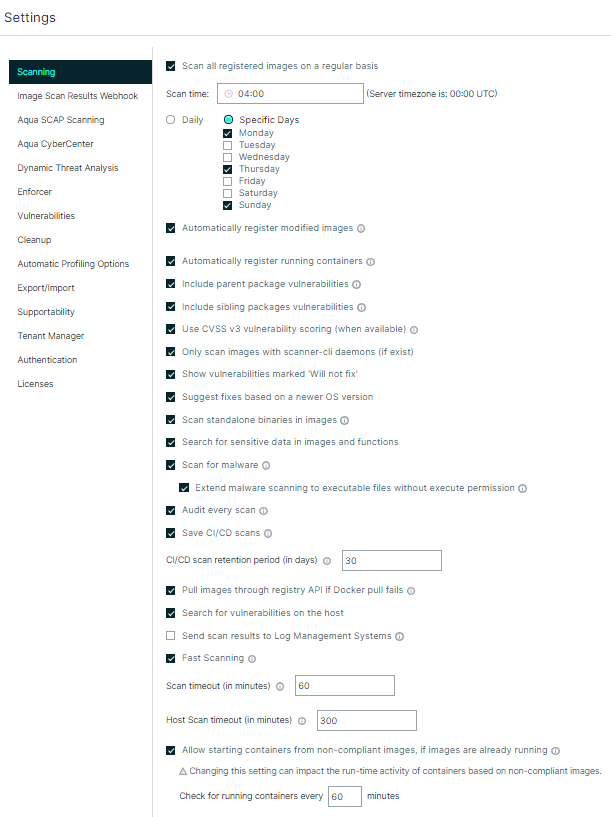 Settings
Scanning
Image Scan Results Webhook
Aqua SCAP Scanning
Aqua CyberCenter
Dynamic Threat Analysis
Enforcer
Vulnerabilities
Cleanup
Automatic Profiling Options
Export/Import
Supportability
Tenant Manager
Authentication
Licenses
Scan all registered images on a regular basis
Scan time: 04:00 (Server timezone is: 00:00 UTC)
Daily Specific Days
Monday
Tuesday
Wednesday
Thursday
Friday
Saturday
Sunday
Automatically register modified images
Automatically register running containers
Include parent package vulnerabilities
Include sibling packages vulnerabilities
Use CVSS v3 vulnerability scoring (when available)
Only scan images with scanner-cli daemons (if exist)
Show vulnerabilities marked 'Will not fix'
Suggest fixes based on a newer OS version
Scan standalone binaries in images
Search for sensitive data in images and functions
Scan for malware
Extend malware scanning to executable files without execute permission
Audit every scan
Save CI/CD scans
CI/CD scan retention period (in days) 30
Pull images through registry API if Docker pull fails
Search for vulnerabilities on the host
Send scan results to Log Management Systems
Fast Scanning
Scan timeout (in minutes) 60
Host Scan timeout (in minutes) 300
Allow starting containers from non-compliant images, if images are already running
Changing this setting can impact the run-time activity of containers based on non-compliant images.
Check for running containers every 60 minutes